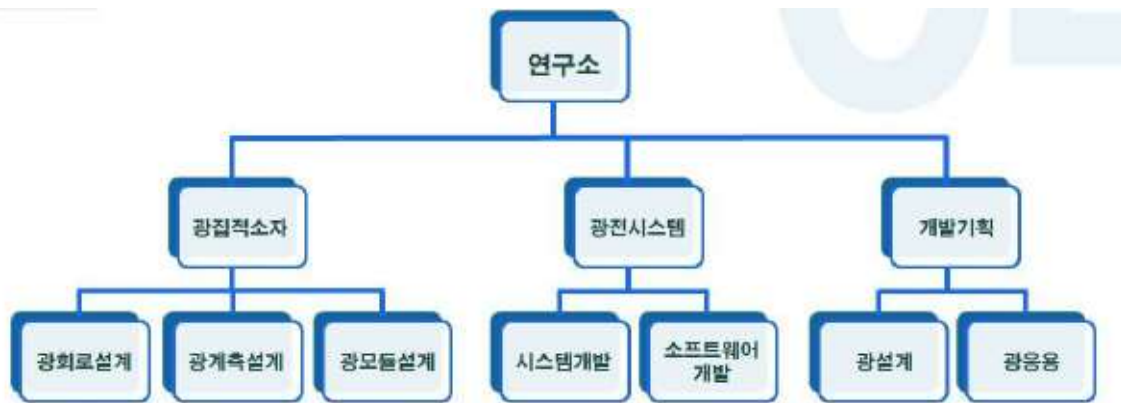 연구소
광집적소자
광전시스템
개발기획
광회로설계
광계측설계
광모듈설계
시스템개발
소프트웨어
개발
광설계
광응용